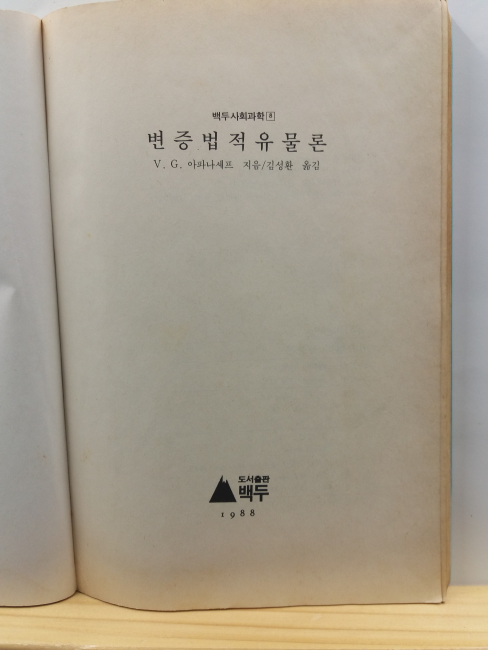 백두사회과학 8
변증법적유물론
V. G. 아파나셰프 지음/김성환 옮김
도서출판
백두
1988